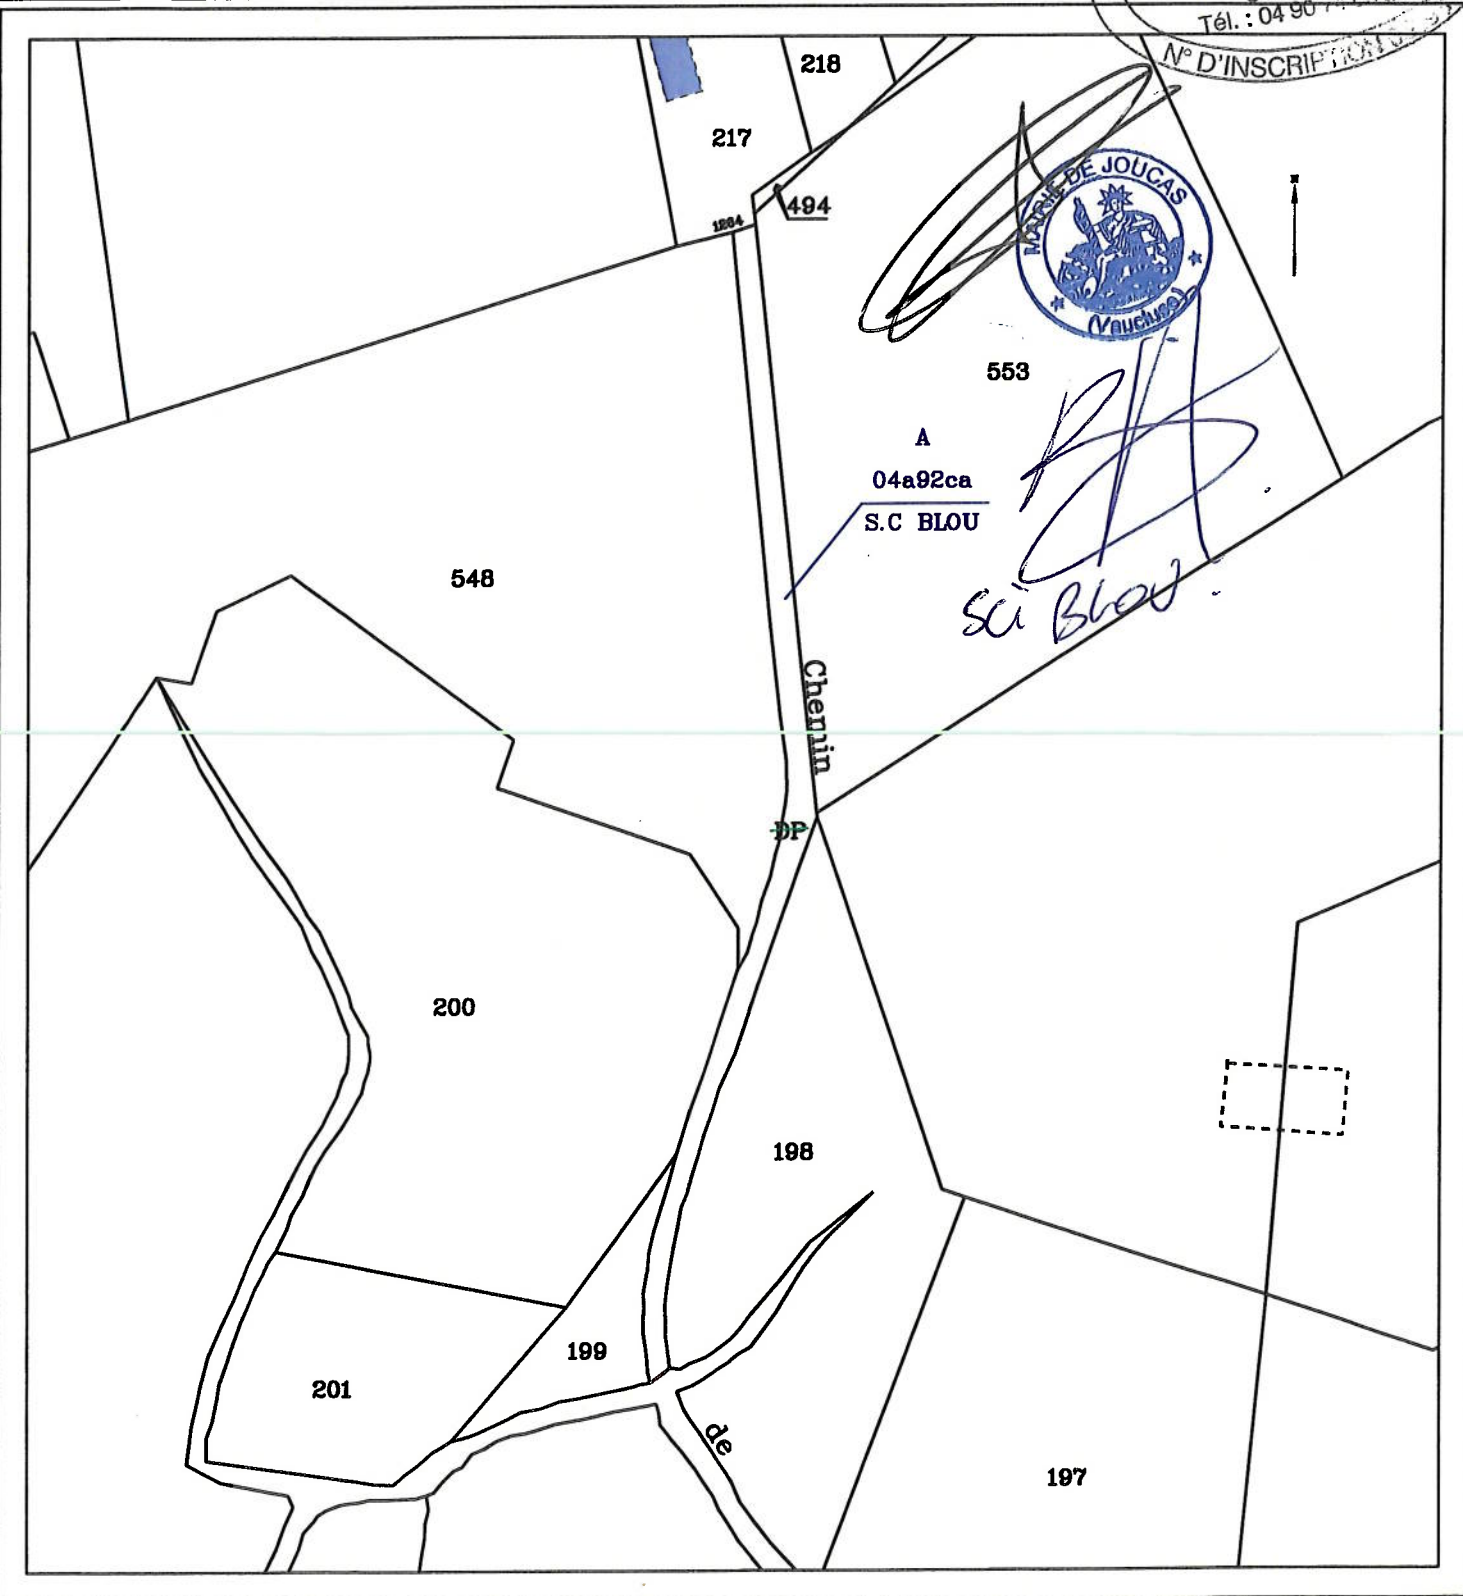 Tél. : 04 90
N° D'INSCRIPTION
218
217
494
1264
MAIRIE DE JOUCAS
(Vaucluse)
553
A
04a92ca
S.C BLOU
548
SCi BLOU
Chemin
DP
200
198
199
201
de
197